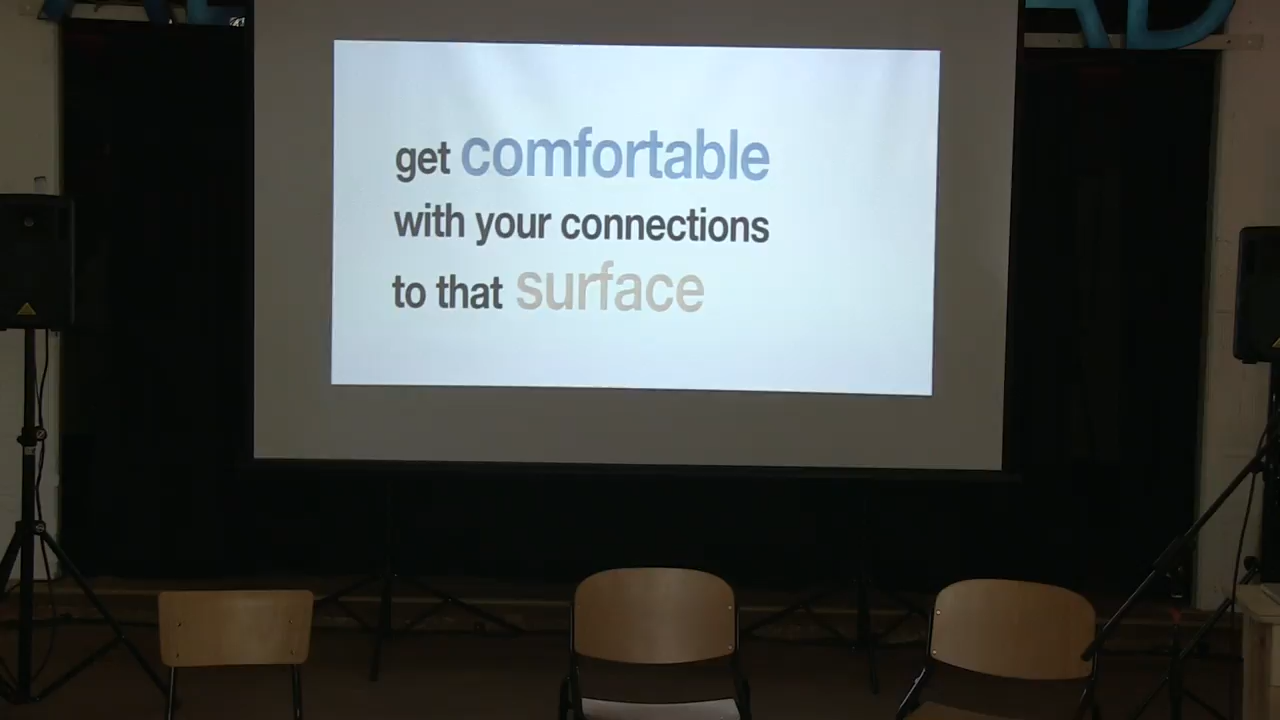 get comfortable
with your connections
to that surface